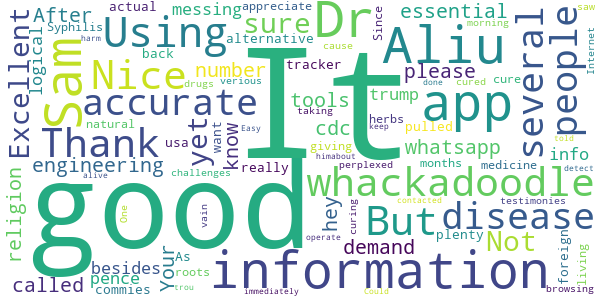 It
good
information
whackadoodle
app
Aliu
Dr
But
disease
Using
Thank
accurate
Nice
Sam
Excellent
several
people
sure
After
essential
Not
number
tools
cdc
trump
please
whatsapp
yet
know
engineering
religion
called
besides
pence
commies
Your
hey
demand
info
foreign
living
Internet
logical
messing
alternative
actual
appreciate
Since
morning
saw
Syphilis
harm
back
tracker
cause
drugs
verious
cured
cure
done
taking
herbs
keep
natural
usa
want
giving
pulled
told
Easy
himabout
really
perplexed
months
medicine
detect
alive
challenges
One
vain
curing
contacted
testimonies
As
roots
plenty
operate
browsing
immediately
Could
trou